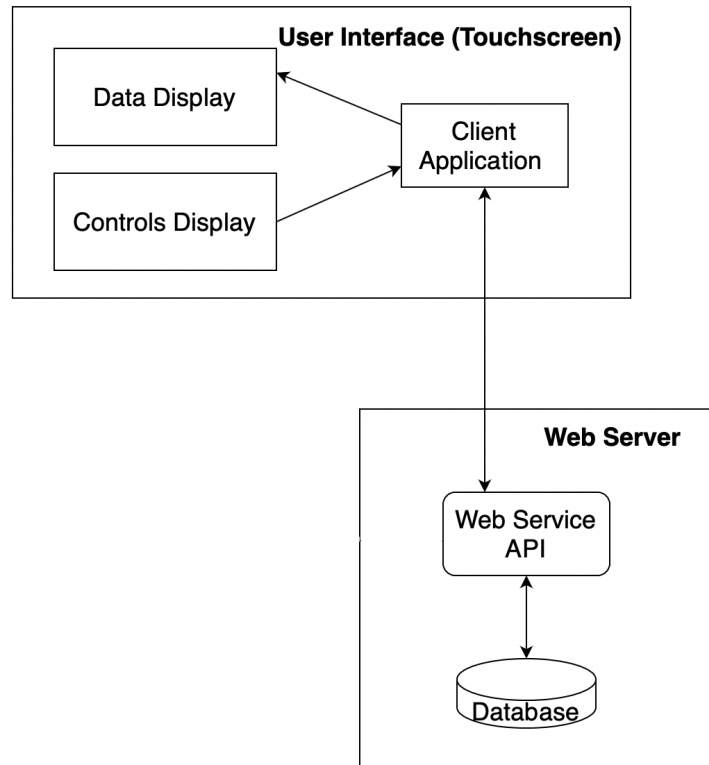 User Interface (Touchscreen)
Data Display
Client
Application
Controls Display
Web Server
Web Service
API
Database